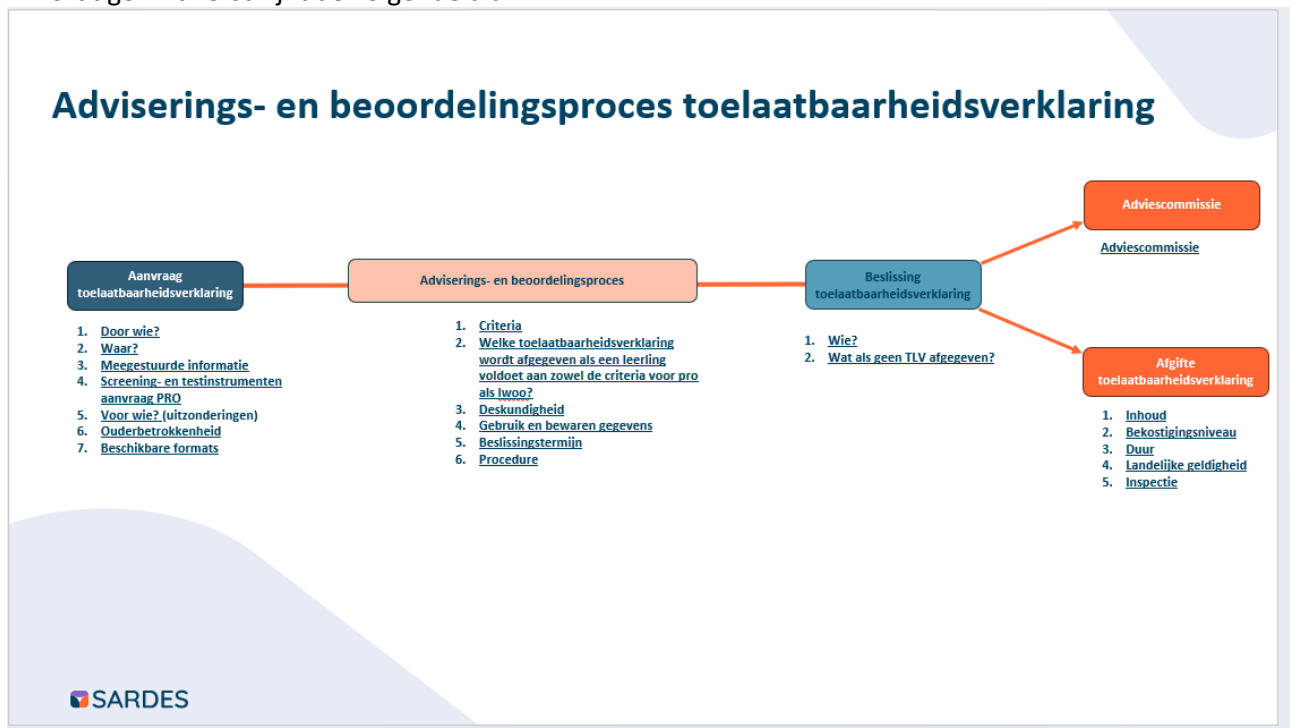 Adviserings- en beoordelingsproces toelaatbaarheidsverklaring
Adviescommissie
Adviescommissie
Aanvraag
toelaatbaarheidsverklaring
1. Door wie?
2. Waar?
3. Meegestuurde informatie
4. Screening- en testinstrumenten
aanvraag PRO
5. Voor wie? (uitzonderingen)
6. Ouderbetrokkenheid
7. Beschikbare formats
Adviserings- en beoordelingsproces
1. Criteria
2. Welke toelaatbaarheidsverklaring
wordt afgegeven als een leerling
voldoet aan zowel de criteria voor pro
als lwoo?
3. Deskundigheid
4. Gebruik en bewaren gegevens
5. Beslissingstermijn
6. Procedure
Beslissing
toelaatbaarheidsverklaring
1. Wie?
2. Wat als geen TLV afgegeven?
Afgifte
toelaatbaarheidsverklaring
1. Inhoud
2. Bekostigingsniveau
3. Duur
4. Landelijke geldigheid
5. Inspectie
SARDES